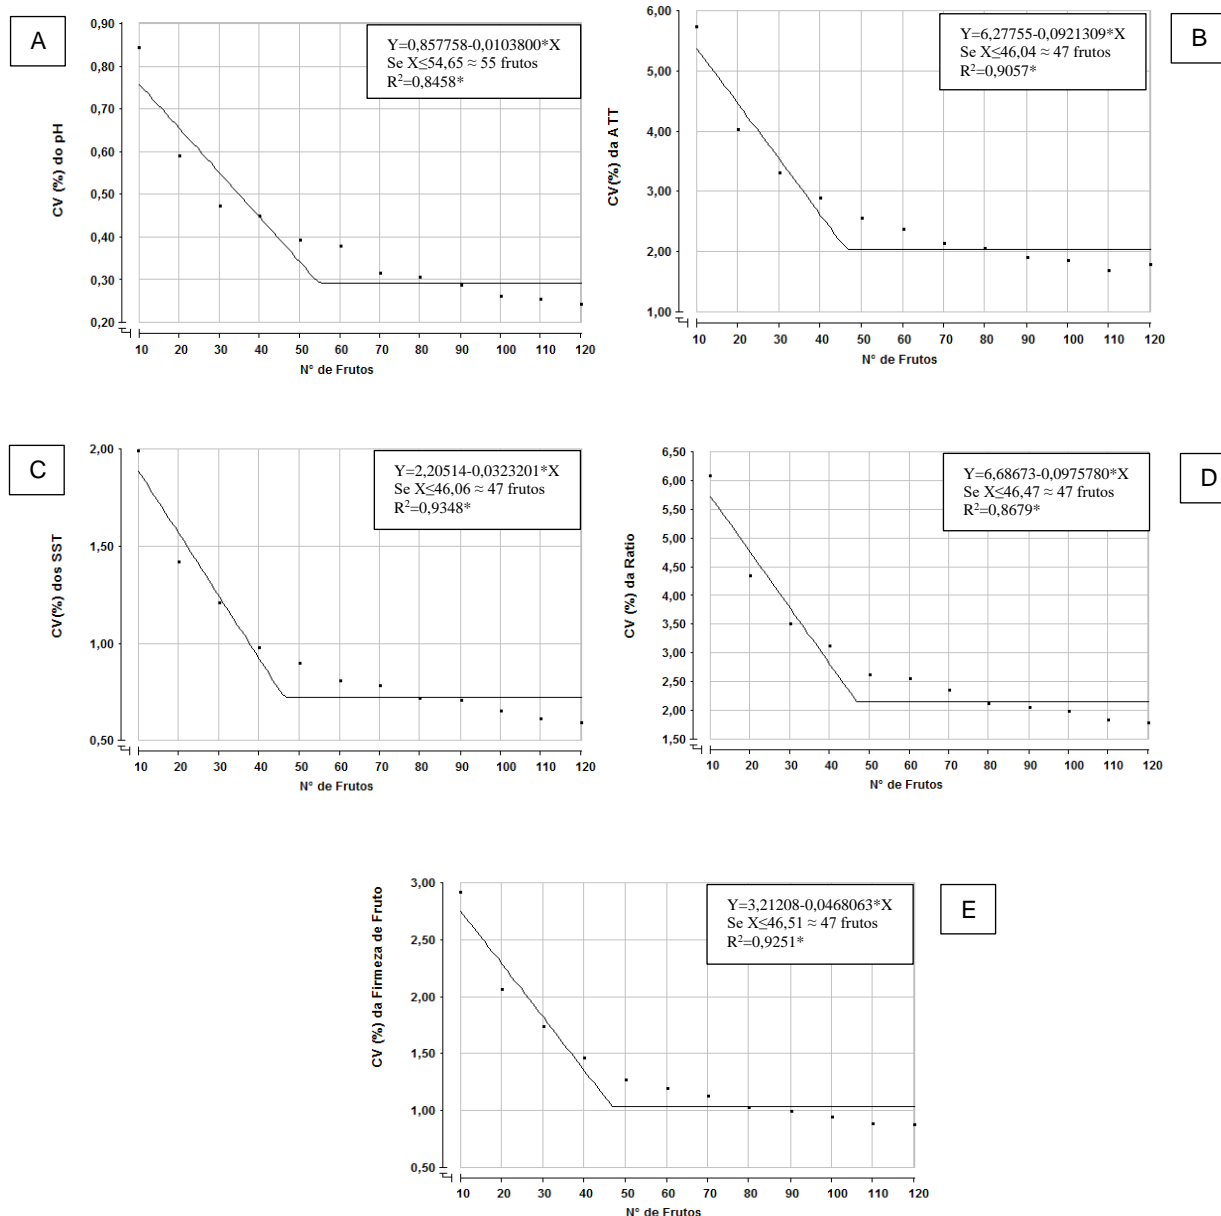 A
CV (%) do pH
0,90
0,80
0,70
0,60
0,50
0,40
0,30
0,20
Y=0,857758-0,0103800*X
Se X≤54,65 ≈ 55 frutos
R²=0,8458*
10 20 30 40 50 60 70 80 90 100 110 120
N° de Frutos
B
CV(%) da ATT
6,00
5,00
4,00
3,00
2,00
1,00
Y=6,27755-0,0921309*X
Se X≤46,04 ≈ 47 frutos
R²=0,9057*
10 20 30 40 50 60 70 80 90 100 110 120
N° de Frutos
C
CV(%) dos SST
2,00
1,50
1,00
0,50
Y=2,20514-0,0323201*X
Se X≤46,06 ≈ 47 frutos
R²=0,9348*
10 20 30 40 50 60 70 80 90 100 110 120
N° de Frutos
D
CV (%) da Ratio
6,50
6,00
5,50
5,00
4,50
4,00
3,50
3,00
2,50
2,00
1,50
Y=6,68673-0,0975780*X
Se X≤46,47 ≈ 47 frutos
R²=0,8679*
10 20 30 40 50 60 70 80 90 100 110 120
N° de Frutos
E
CV (%) da Firmeza de Fruto
3,00
2,50
2,00
1,50
1,00
0,50
Y=3,21208-0,0468063*X
Se X≤46,51 ≈ 47 frutos
R²=0,9251*
10 20 30 40 50 60 70 80 90 100 110 120
N° de Frutos